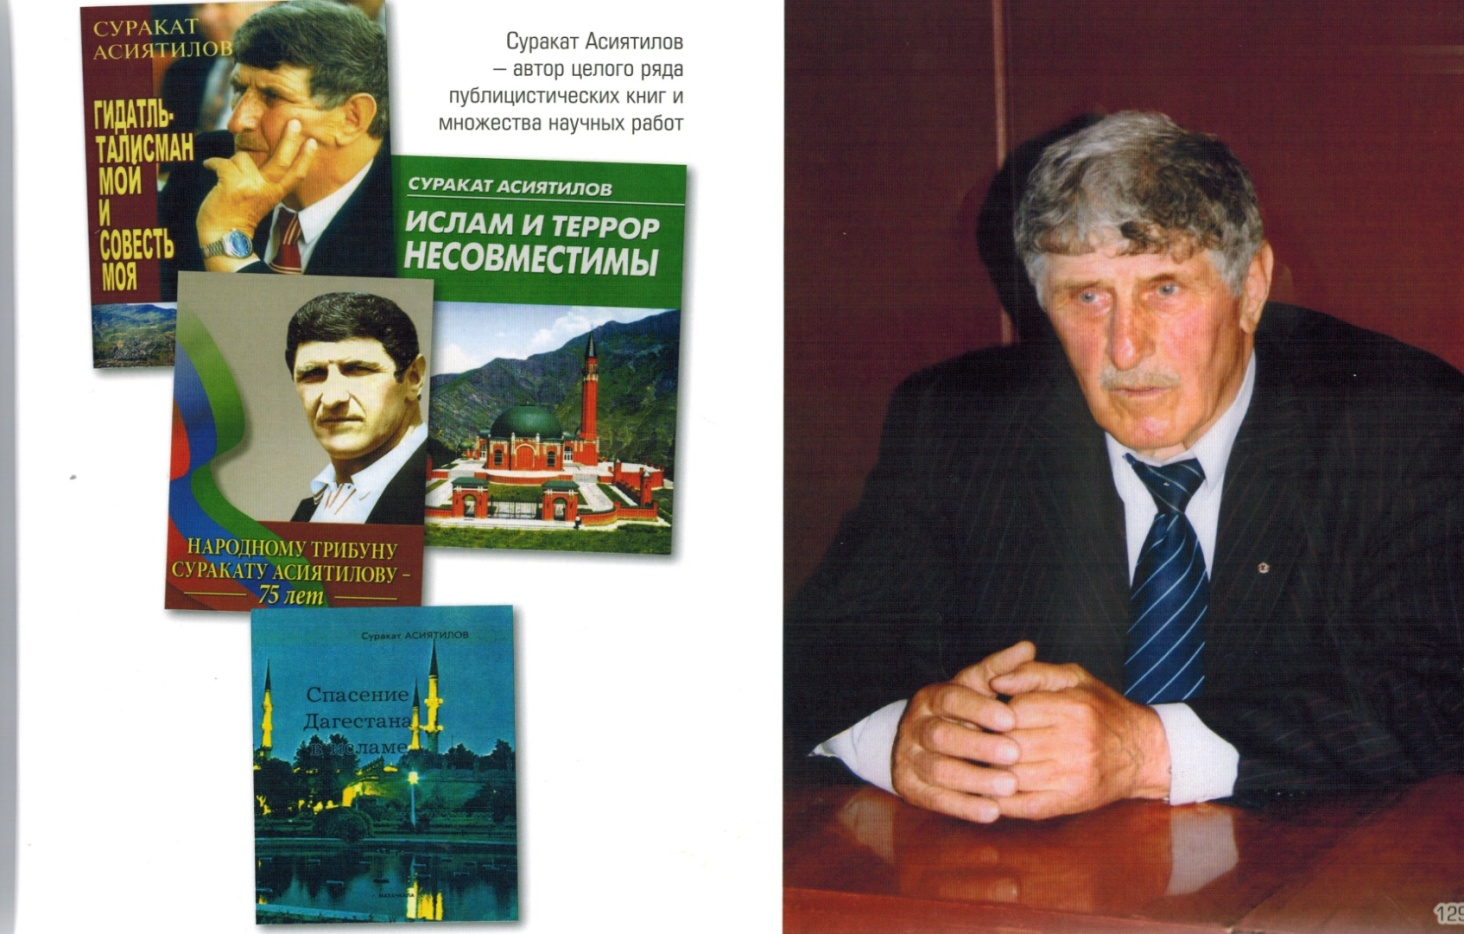 СУРАКАТ
АСИЯТИЛОВ
ГИДАТЛЬ-
ТАЛИСМАН
МОЙ
И
СОВЕСТЬ
МОЯ
Суракат Асиятилов
– автор целого ряда
публицистических книг и
множества научных работ
СУРАКАТ АСИЯТИЛОВ
ИСЛАМ И ТЕРРОР
НЕСОВМЕСТИМЫ
НАРОДНОМУ ТРИБУНУ
СУРАКАТУ АСИЯТИЛОВУ –
75 лет
Суракат АСИЯТИЛОВ
Спасение
Дагестана
в исламе
г. МАХАЧКАЛА
129